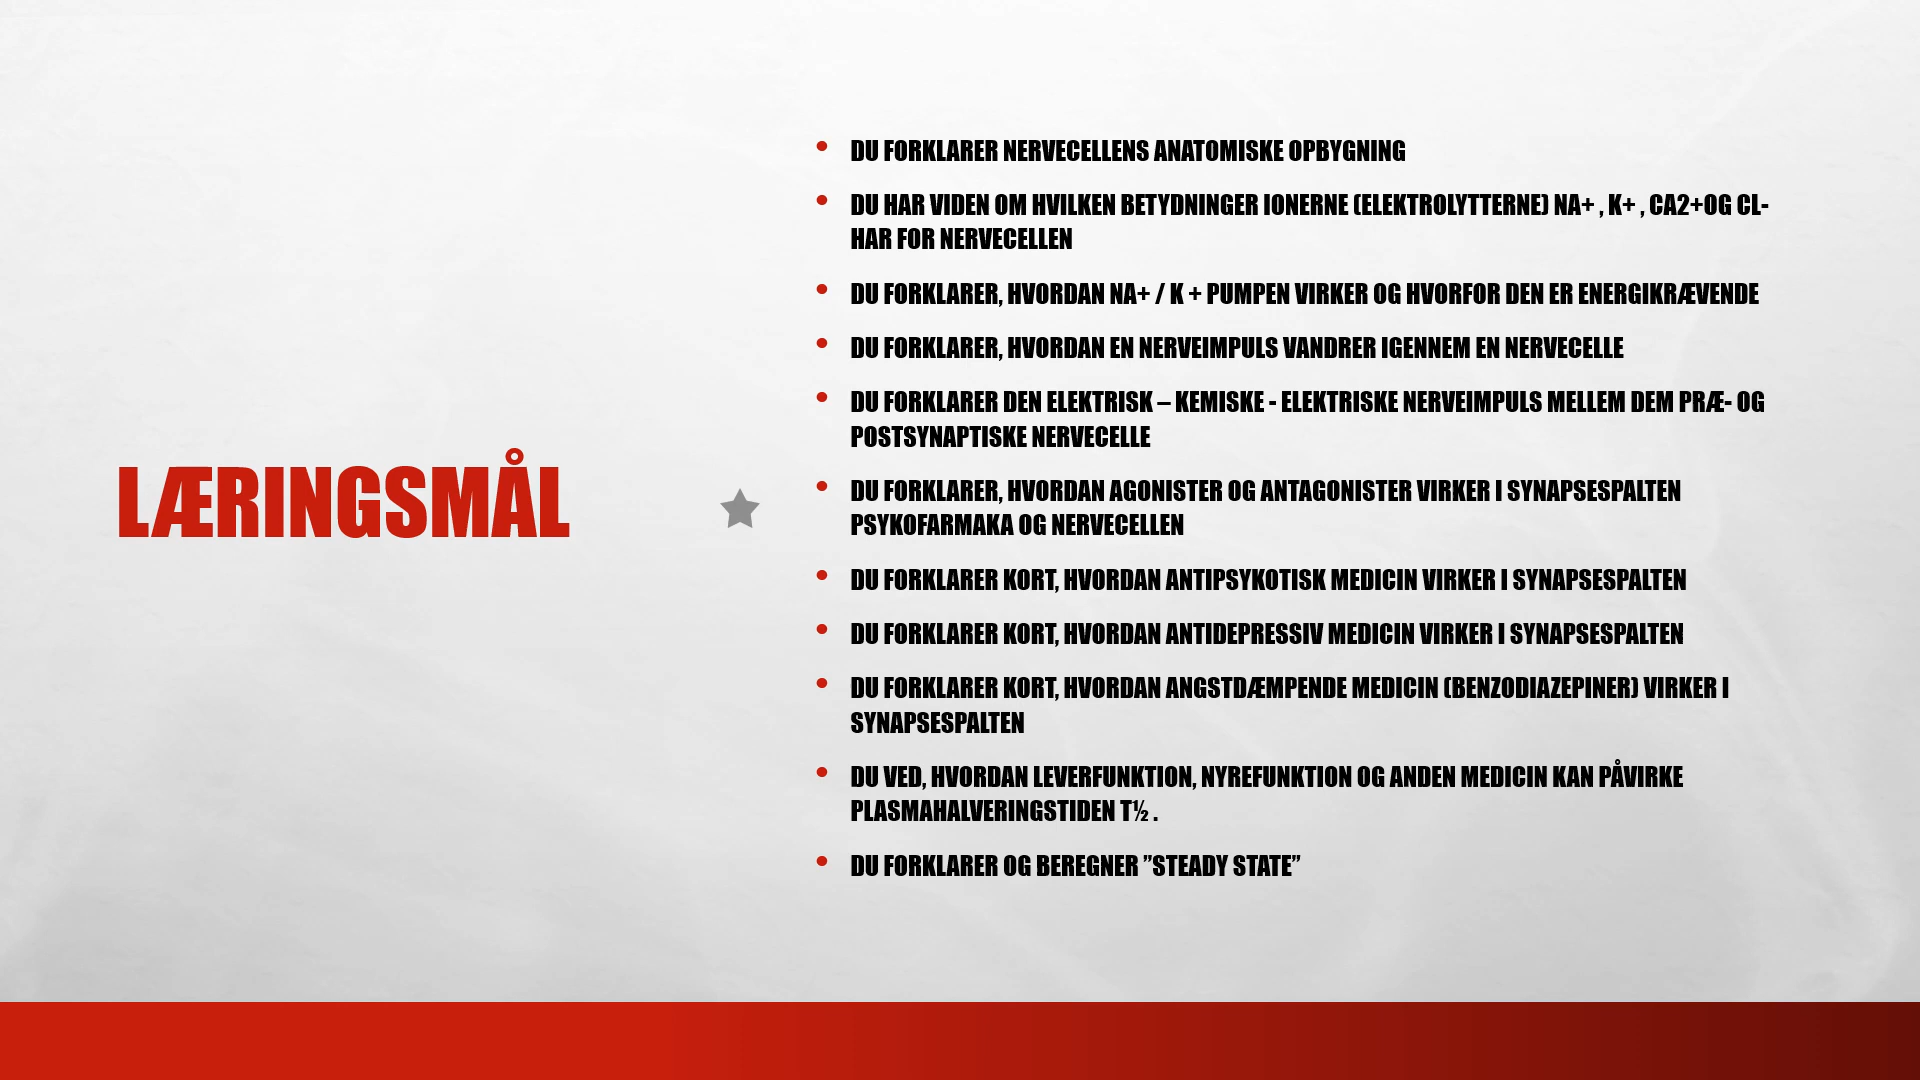 LÆRINGSMÅL
• DU FORKLARER NERVECELLENS ANATOMISKE OPBYGNING
• DU HAR VIDEN OM HVILKEN BETYDNINGER IONERNE (ELEKTROLYTTERNE) NA+ , K+ , CA2+OG CL-
HAR FOR NERVECELLEN
• DU FORKLARER, HVORDAN NA+ / K + PUMPEN VIRKER OG HVORFOR DEN ER ENERGIKRÆVENDE
• DU FORKLARER, HVORDAN EN NERVEIMPULS VANDRER IGENNEM EN NERVECELLE
• DU FORKLARER DEN ELEKTRISK – KEMISKE - ELEKTRISKE NERVEIMPULS MELLEM DEM PRÆ- OG
POSTSYNAPTISKE NERVECELLE
• DU FORKLARER, HVORDAN AGONISTER OG ANTAGONISTER VIRKER I SYNAPSESPALTEN
PSYKOFARMAKA OG NERVECELLEN
• DU FORKLARER KORT, HVORDAN ANTIPSYKOTISK MEDICIN VIRKER I SYNAPSESPALTEN
• DU FORKLARER KORT, HVORDAN ANTIDEPRESSIV MEDICIN VIRKER I SYNAPSESPALTEN
• DU FORKLARER KORT, HVORDAN ANGSTDÆMPENDE MEDICIN (BENZODIAZEPINER) VIRKER I
SYNAPSESPALTEN
• DU VED, HVORDAN LEVERFUNKTION, NYREFUNKTION OG ANDEN MEDICIN KAN PÅVIRKE
PLASMAHALVERINGSTIDEN T½ .
• DU FORKLARER OG BEREGNER ”STEADY STATE”